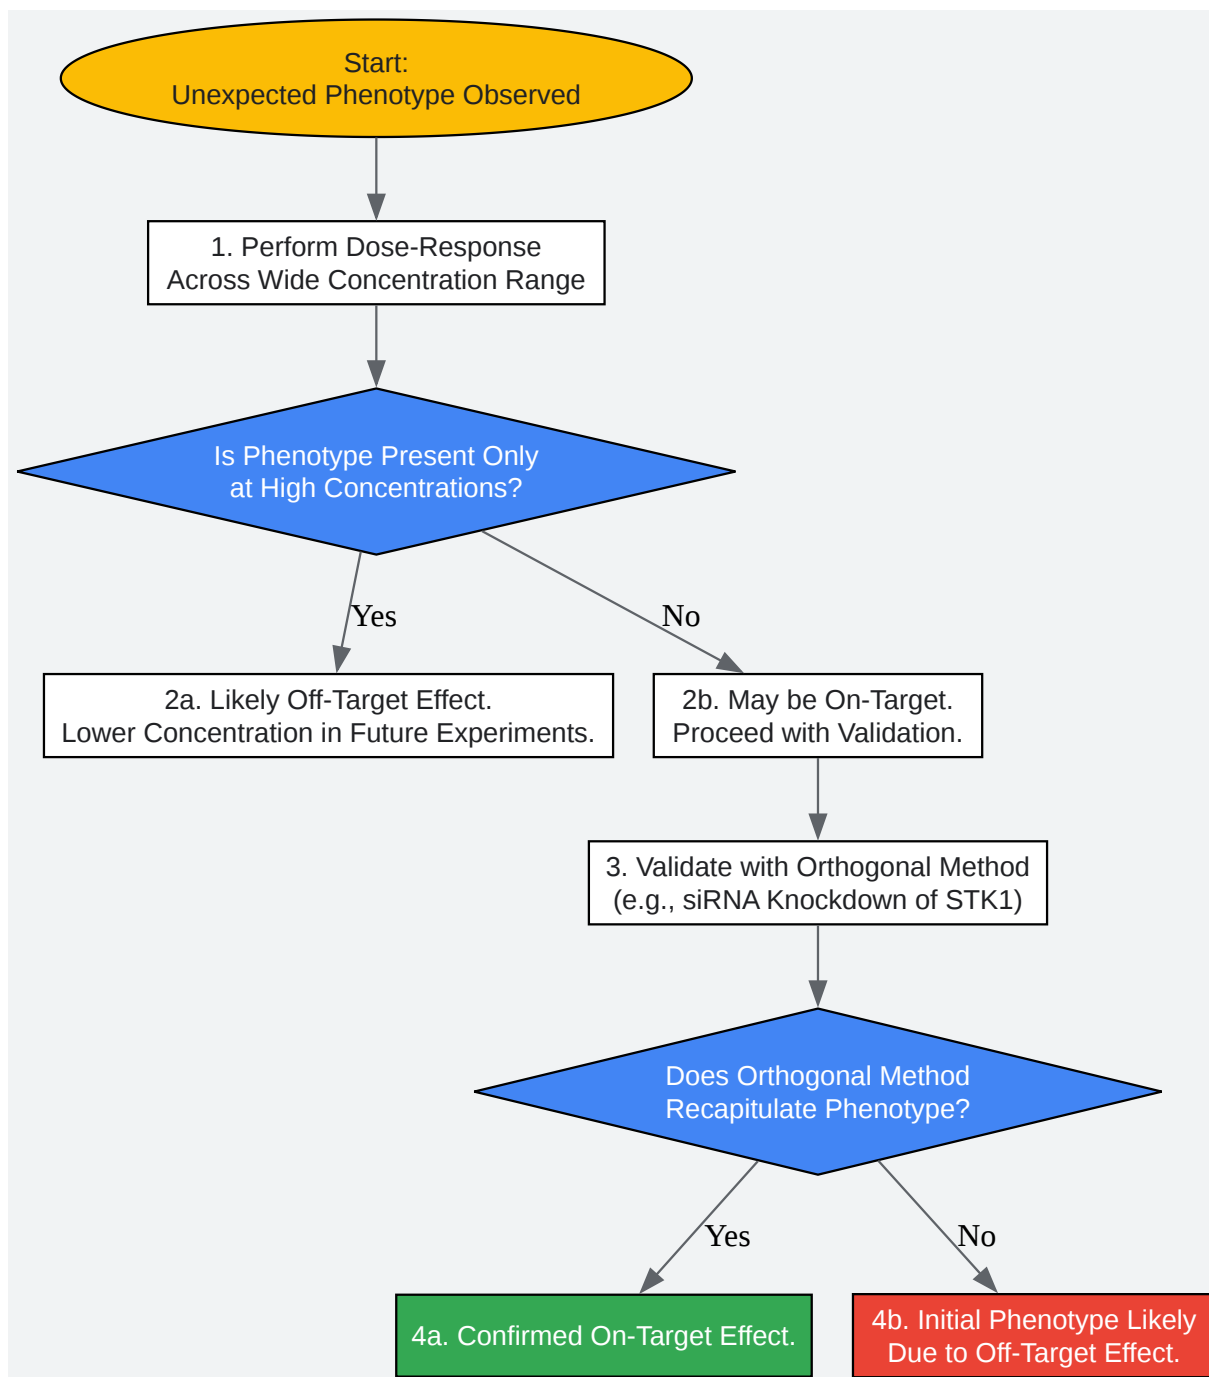 Start:
Unexpected Phenotype Observed
1. Perform Dose-Response
Across Wide Concentration Range
Is Phenotype Present Only
at High Concentrations?
Yes
No
2a. Likely Off-Target Effect.
Lower Concentration in Future Experiments.
2b. May be On-Target.
Proceed with Validation.
3. Validate with Orthogonal Method
(e.g., siRNA Knockdown of STK1)
Does Orthogonal Method
Recapitulate Phenotype?
Yes
No
4a. Confirmed On-Target Effect.
4b. Initial Phenotype Likely
Due to Off-Target Effect.